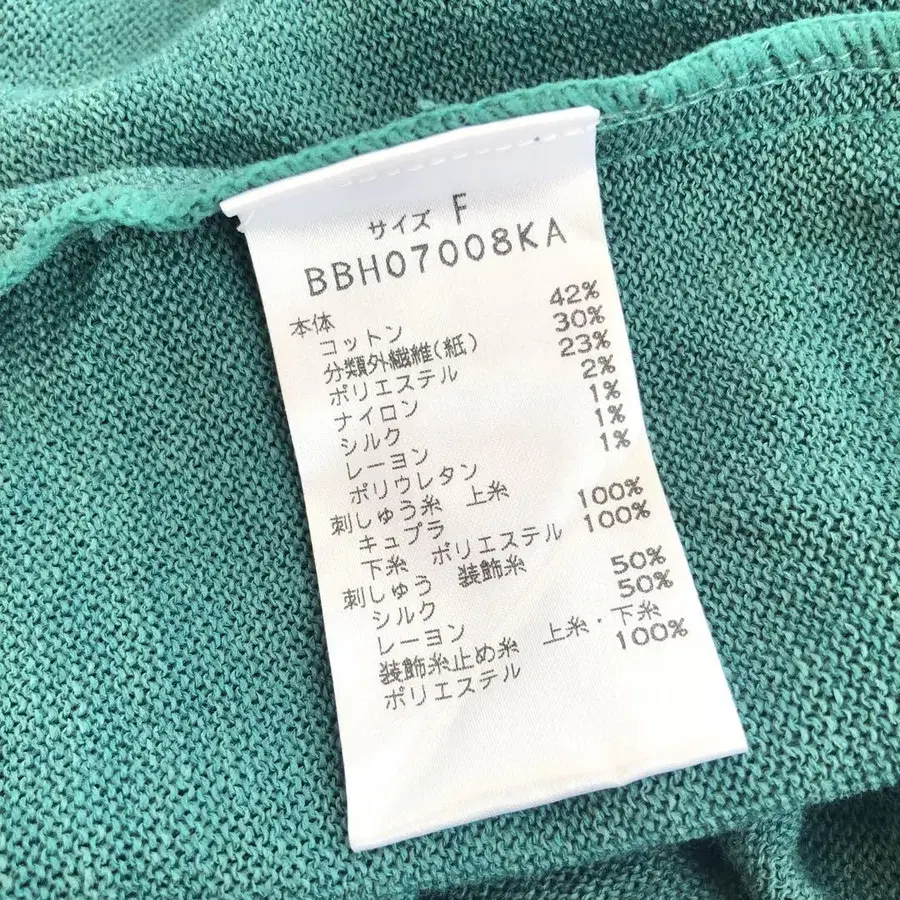 サイズ F
BBH07008KA
本体
コットン 42%
分類外繊維(紙) 30%
ポリエステル 23%
ナイロン 2%
シルク 1%
レーヨン 1%
ポリウレタン 1%
刺しゅう糸 上糸
キュプラ 100%
下糸 ポリエステル 100%
刺しゅう 装飾糸
シルク 50%
レーヨン 50%
装飾糸止め糸 上糸・下糸
ポリエステル 100%